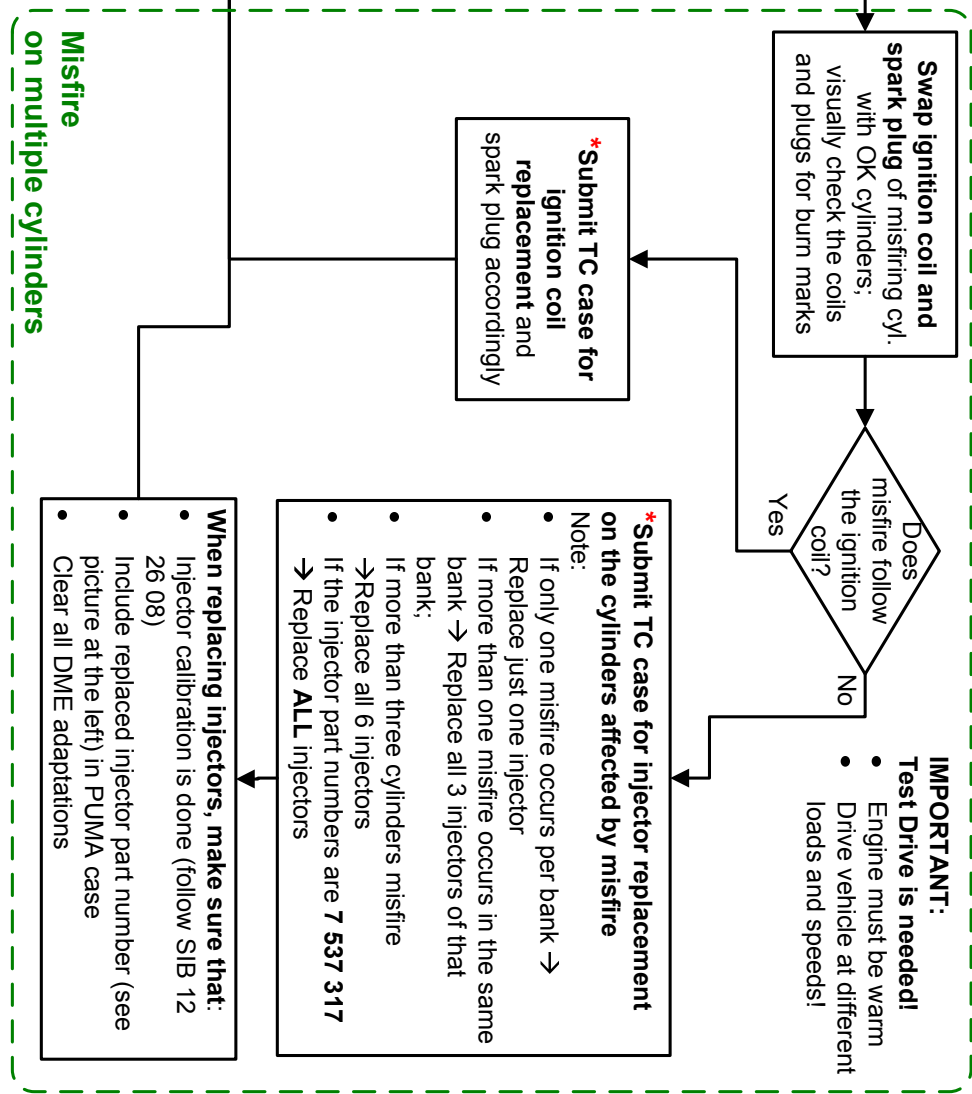 Misfire
on multiple cylinders
Swap ignition coil and
spark plug of misfiring cyl.
with OK cylinders;
visually check the coils
and plugs for burn marks
Does
misfire follow
the ignition
coil?
Yes
No
IMPORTANT:
Test Drive is needed!
• Engine must be warm
• Drive vehicle at different
loads and speeds!
*Submit TC case for
ignition coil
replacement and
spark plug accordingly
*Submit TC case for injector replacement
on the cylinders affected by misfire
Note:
• If only one misfire occurs per bank →
Replace just one injector
• If more than one misfire occurs in the same
bank → Replace all 3 injectors of that
bank;
• If more than three cylinders misfire
→Replace all 6 injectors
• If the injector part numbers are 7 537 317
→ Replace ALL injectors
When replacing injectors, make sure that:
• Injector calibration is done (follow SIB 12
26 08)
• Include replaced injector part number (see
picture at the left) in PUMA case
• Clear all DME adaptations